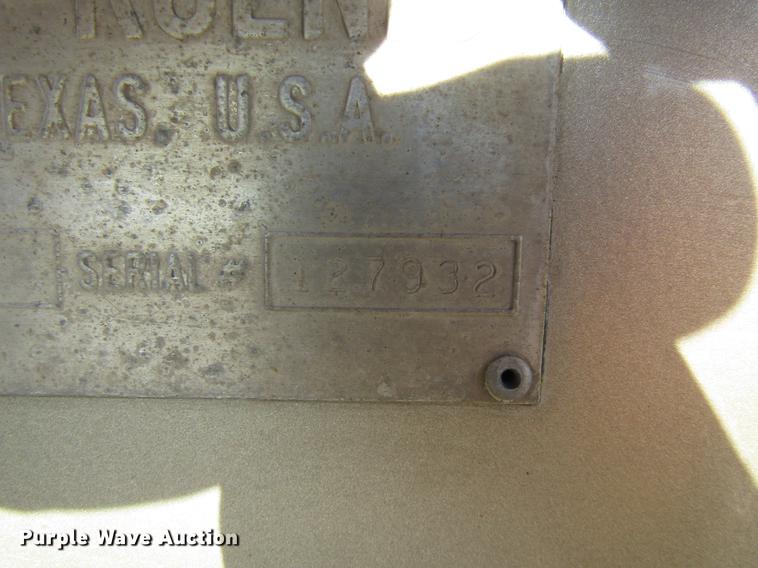 TEXAS, U.S.A.
SERIAL # 127932
Purple Wave Auction